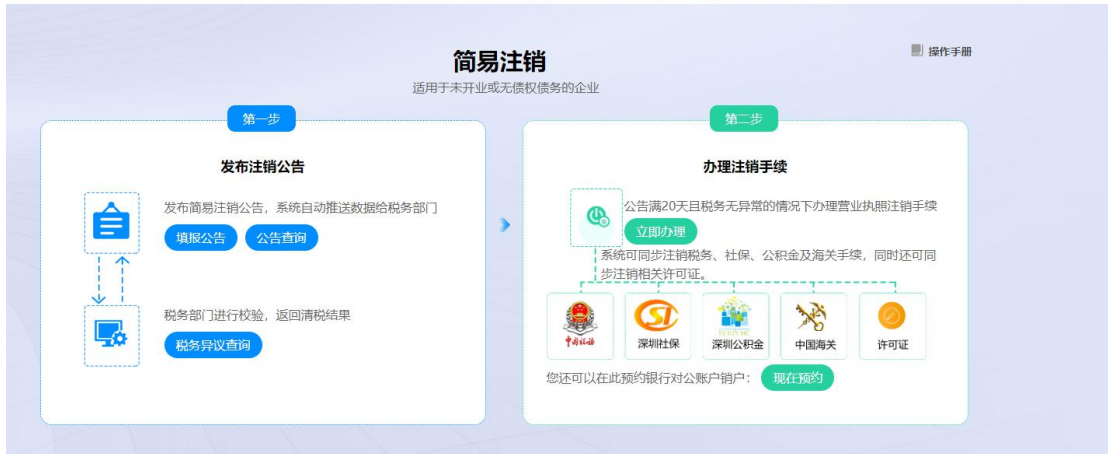 简易注销
操作手册
适用于未开业或无债权债务的企业
第一步
发布注销公告
发布简易注销公告，系统自动推送数据给税务部门
填报公告 公告查询
税务部门进行校验，返回清税结果
税务异议查询
第二步
办理注销手续
公告满20天且税务无异常的情况下办理营业执照注销手续
立即办理
系统可同步注销税务、社保、公积金及海关手续，同时还可同
步注销相关许可证。
中国税务 深圳社保 深圳公积金 中国海关 许可证
您还可以在此预约银行对公账户销户： 现在预约